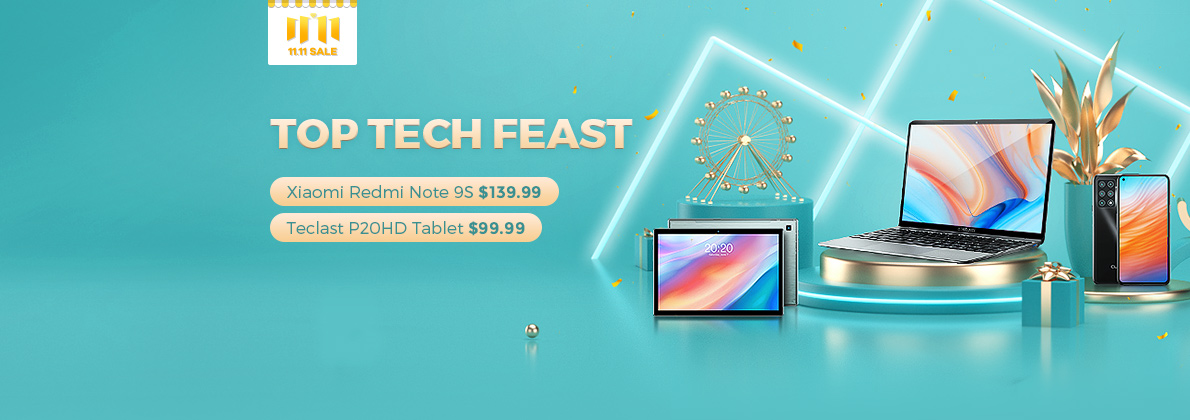 11.11 SALE
TOP TECH FEAST
Xiaomi Redmi Note 9S $139.99
Teclast P20HD Tablet $99.99
20:20